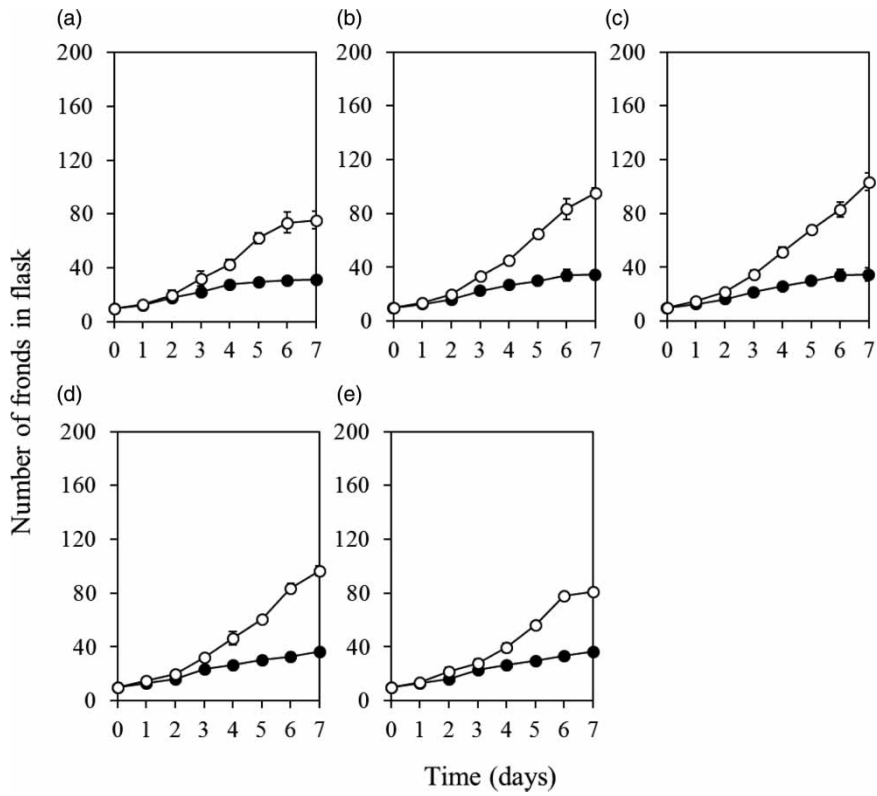 (a) (b) (c)
200 200 200
160 160 160
120 120 120
80 80 80
40 40 40
0 0 0
0 1 2 3 4 5 6 7 0 1 2 3 4 5 6 7 0 1 2 3 4 5 6 7
(d) (e)
200 200
160 160
120 120
80 80
40 40
0 0
0 1 2 3 4 5 6 7 0 1 2 3 4 5 6 7
Number of fronds in flask
Time (days)